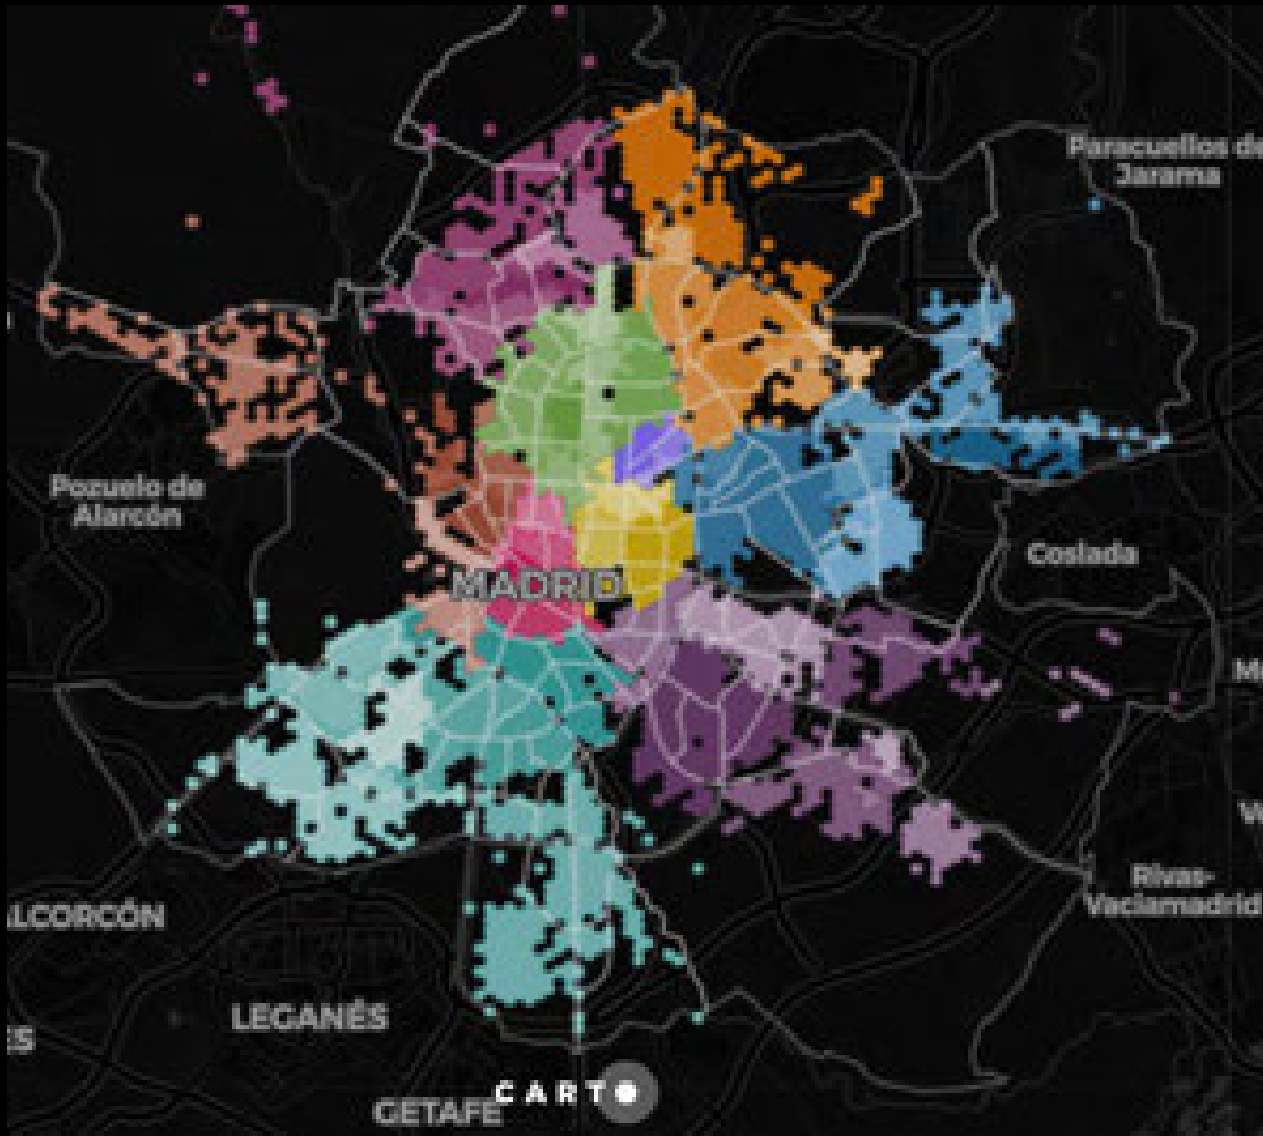 Paracuellos de
Jarama
Pozuelo de
Alarcón
Coslada
MADRID
Rivas-
Vaciamadrid
ALCORCÓN
LEGANÉS
CARTO
GETAFE